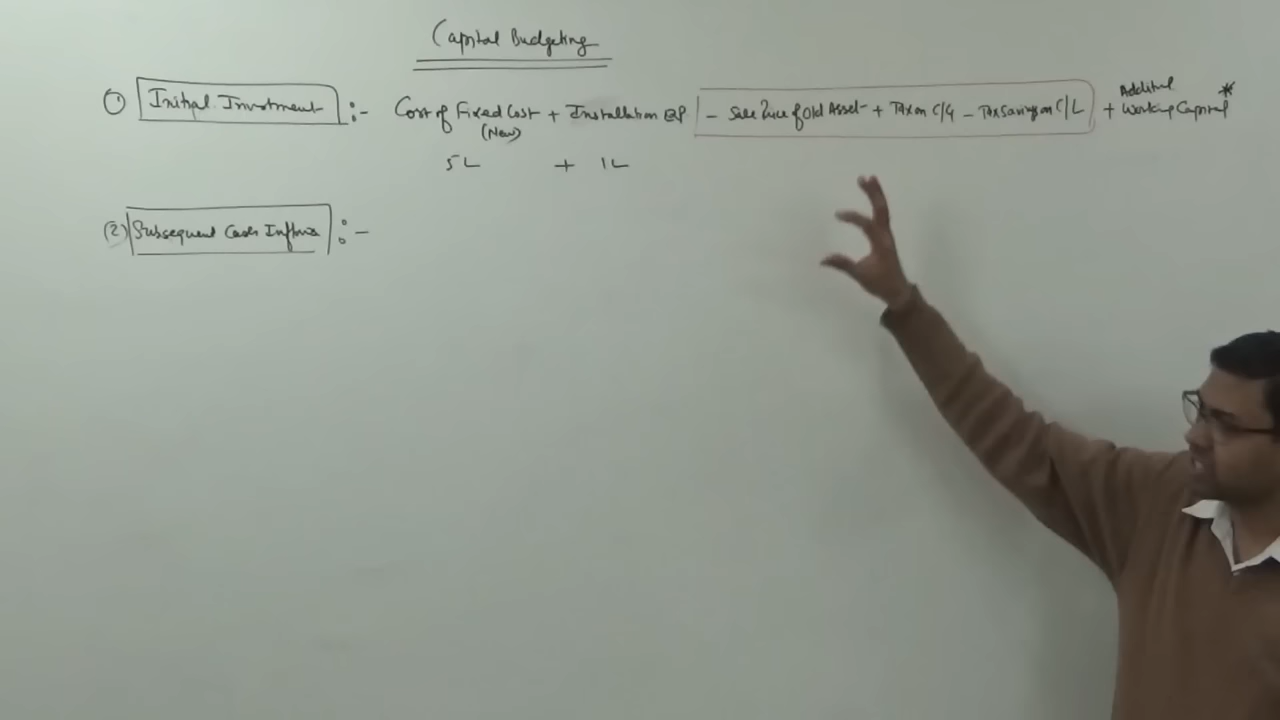 Capital Budgeting
① Initial Investment :- Cost of Fixed Cost + Installation Exp - Sale Price of Old Asset + Tax on C/G - Tax Saving on C/L + Additional Working Capital *
(New)
5L + 1L
(2) Subsequent Cash Inflows :-